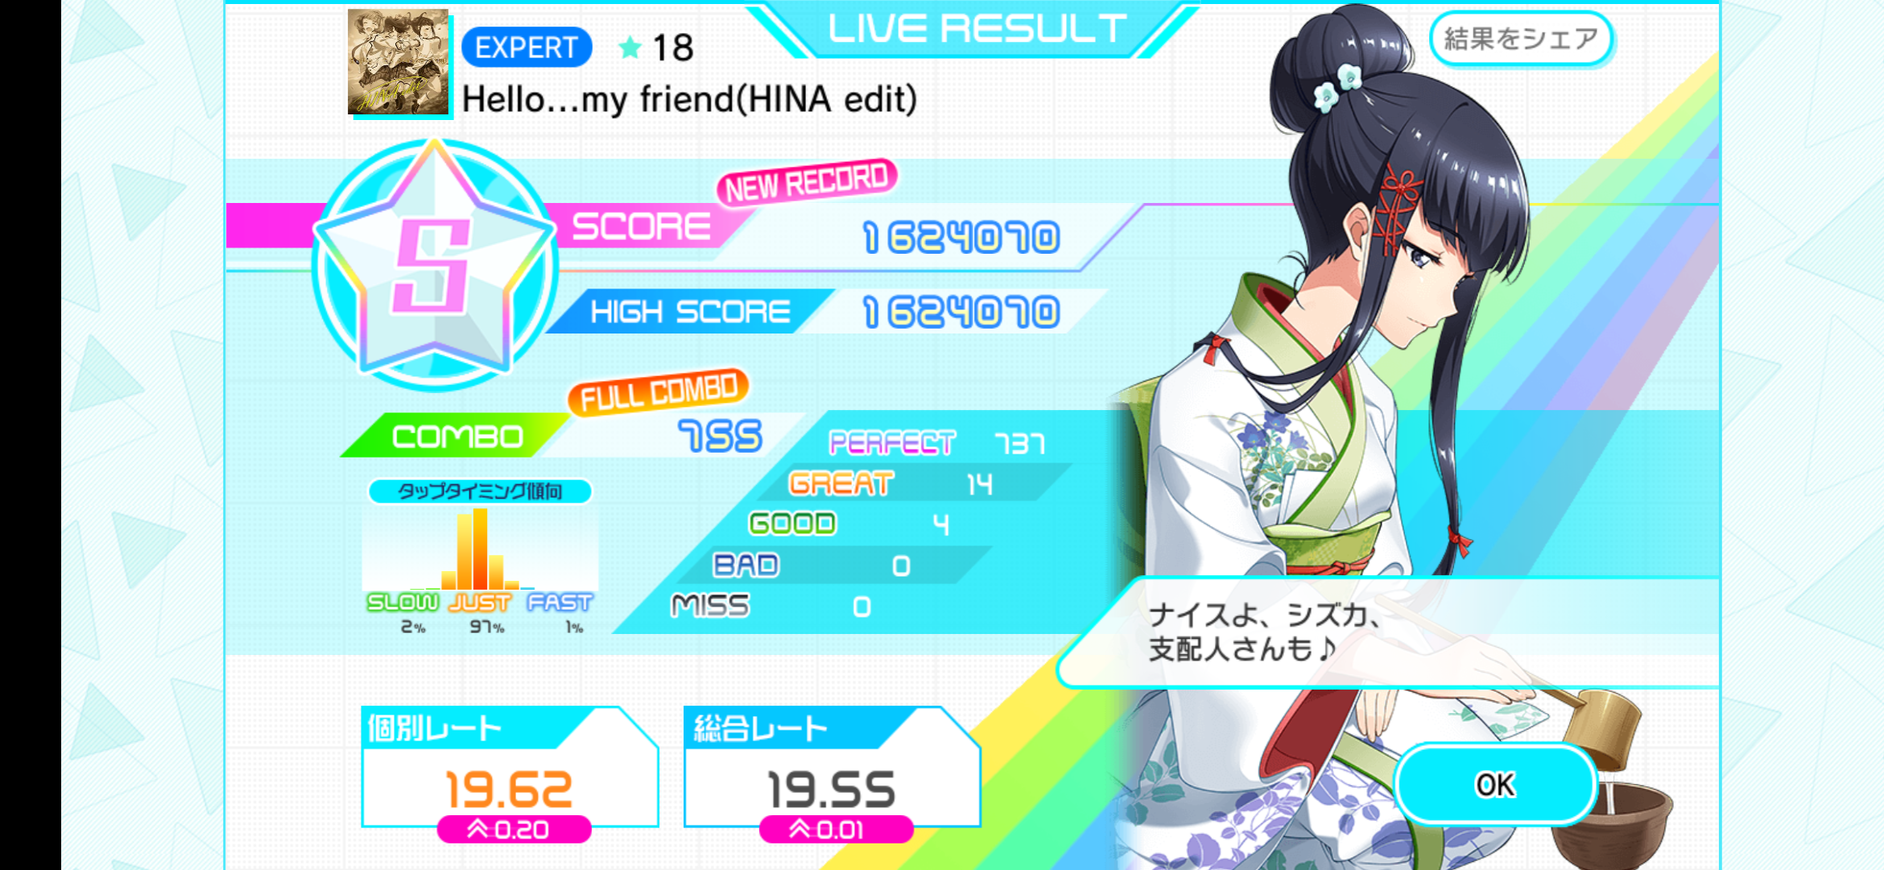 LIVE RESULT
結果をシェア
EXPERT ★ 18
Hello...my friend(HINA edit)
S
NEW RECORD
SCORE 1624070
HIGH SCORE 1624070
FULL COMBO
COMBO 755
PERFECT 737
GREAT 14
GOOD 4
BAD 0
MISS 0
タップタイミング傾向
SLOW JUST FAST
2% 97% 1%
ナイスよ、シズカ、
支配人さんも♪
個別レート
19.62
0.20
総合レート
19.55
0.01
OK